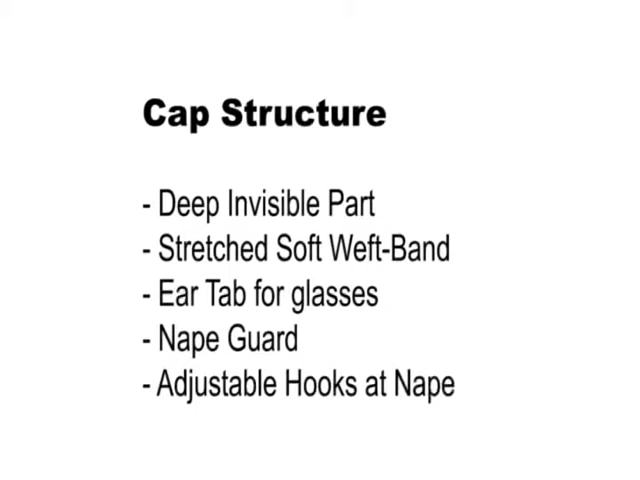 Cap Structure
- Deep Invisible Part
- Stretched Soft Weft-Band
- Ear Tab for glasses
- Nape Guard
- Adjustable Hooks at Nape